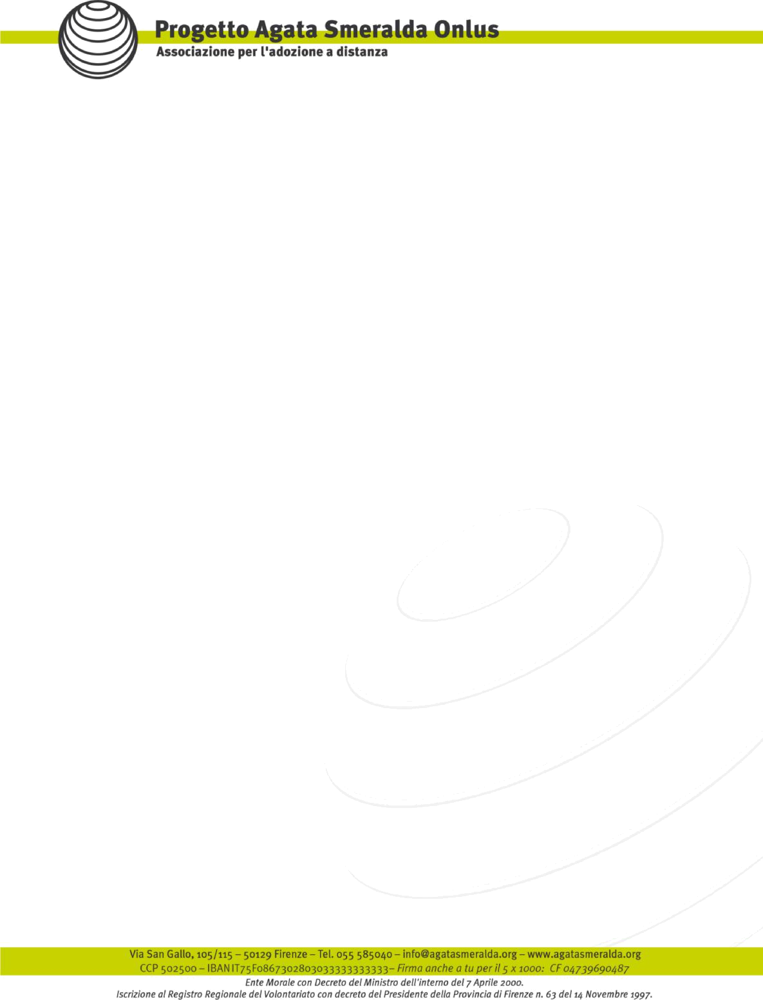 Progetto Agata Smeralda Onlus
Associazione per l'adozione a distanza
Via San Gallo, 105/115 – 50129 Firenze – Tel. 055 585040 – info@agatasmeralda.org – www.agatasmeralda.org
CCP 502500 – IBAN IT75F0867302803033333333333– Firma anche a tu per il 5 x 1000: CF 04739690487
Ente Morale con Decreto del Ministro dell'interno del 7 Aprile 2000.
Iscrizione al Registro Regionale del Volontariato con decreto del Presidente della Provincia di Firenze n. 63 del 14 Novembre 1997.